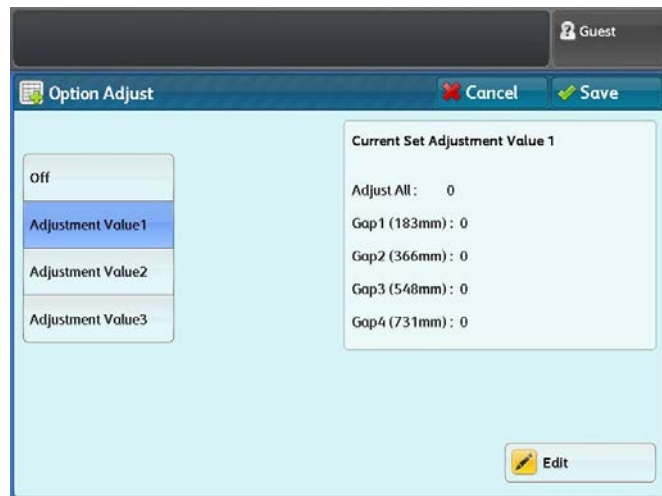 Guest
Option Adjust
Cancel
Save
Off
Adjustment Value1
Adjustment Value2
Adjustment Value3
Current Set Adjustment Value 1
Adjust All : 0
Gap1 (183mm) : 0
Gap2 (366mm) : 0
Gap3 (548mm) : 0
Gap4 (731mm) : 0
Edit